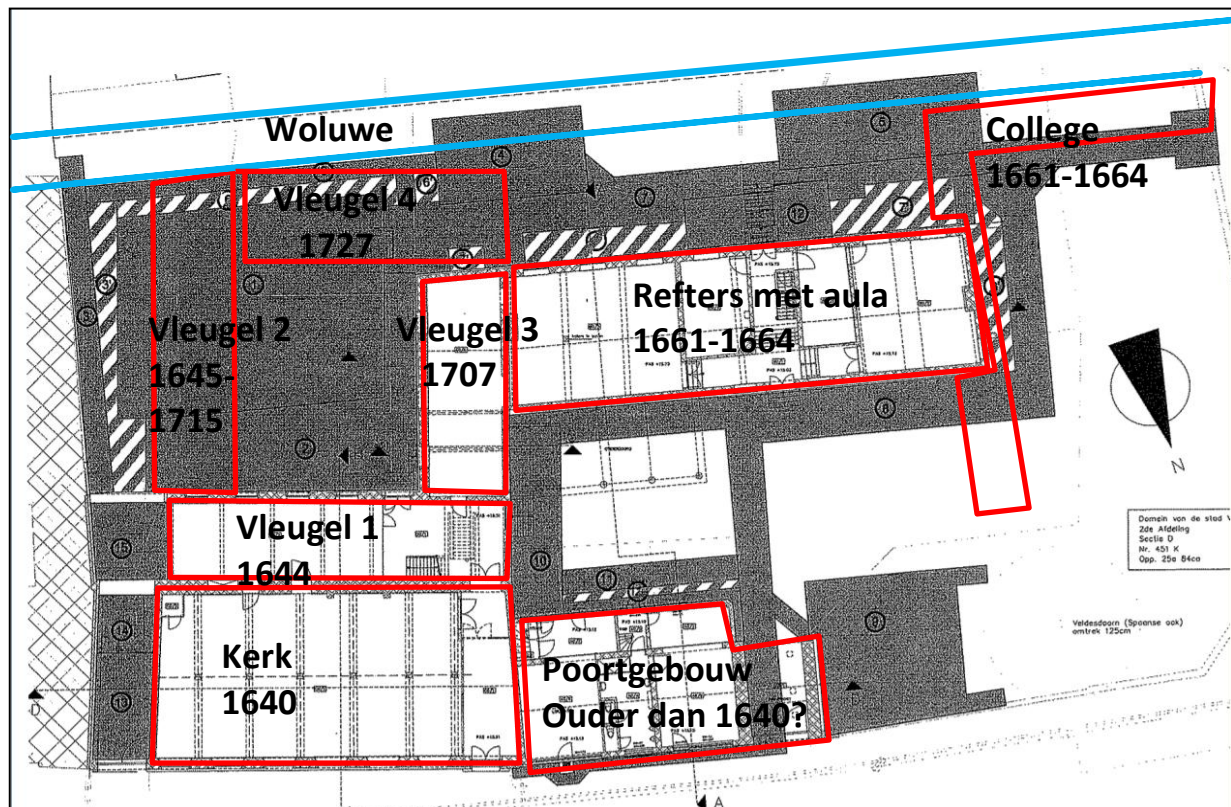 Woluwe
College
1661-1664
Vleugel 4
1727
Refters met aula
1661-1664
Vleugel 2
1645-
1715
Vleugel 3
1707
Vleugel 1
1644
Kerk
1640
Poortgebouw
Ouder dan 1640?
N
Domein van de stad V
2de Afdeling
Sectie D
Nr. 451 K
Opp. 25a 84ca
Veldesdoorn (Spaanse aak)
omtrek 125cm
A